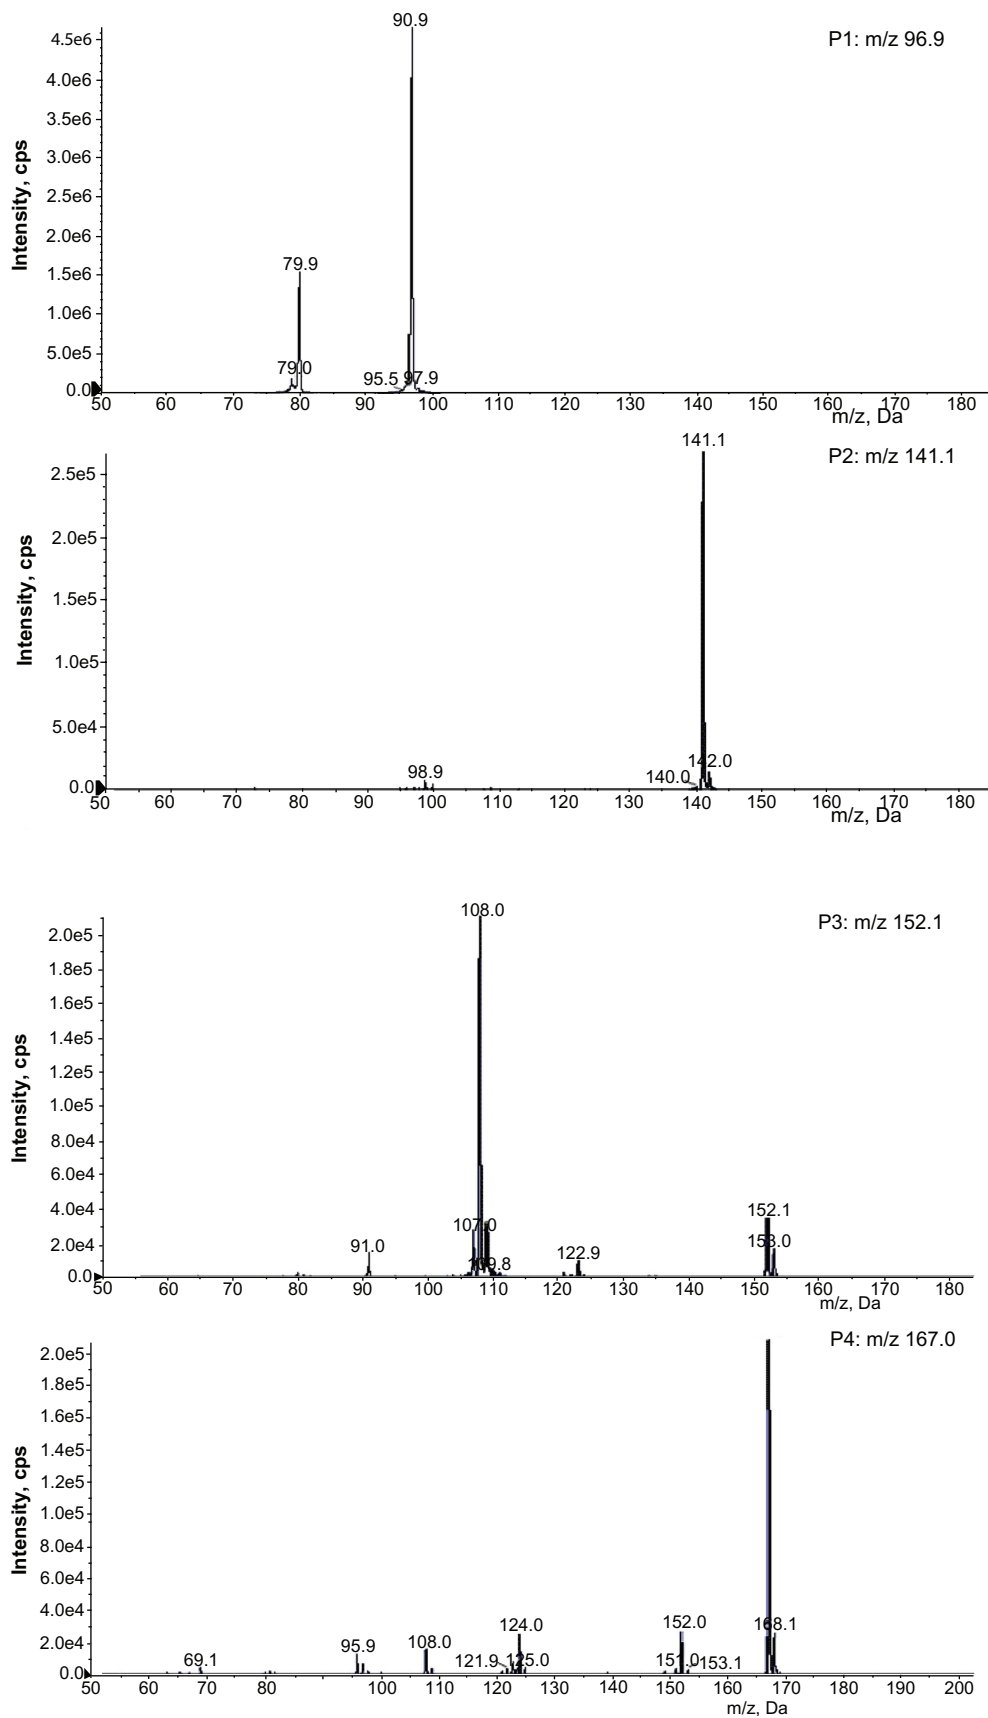 P1: m/z 96.9
Intensity, cps
4.5e6
4.0e6
3.5e6
3.0e6
2.5e6
2.0e6
1.5e6
1.0e6
5.0e5
0.0
90.9
79.9
79.0
95.5
97.9
50 60 70 80 90 100 110 120 130 140 150 160 170 180
m/z, Da
P2: m/z 141.1
Intensity, cps
2.5e5
2.0e5
1.5e5
1.0e5
5.0e4
0.0
141.1
142.0
140.0
98.9
50 60 70 80 90 100 110 120 130 140 150 160 170 180
m/z, Da
P3: m/z 152.1
Intensity, cps
2.0e5
1.8e5
1.6e5
1.4e5
1.2e5
1.0e5
8.0e4
6.0e4
4.0e4
2.0e4
0.0
108.0
107.0
109.8
91.0
122.9
152.1
153.0
50 60 70 80 90 100 110 120 130 140 150 160 170 180
m/z, Da
P4: m/z 167.0
Intensity, cps
2.0e5
1.8e5
1.6e5
1.4e5
1.2e5
1.0e5
8.0e4
6.0e4
4.0e4
2.0e4
0.0
69.1
95.9
108.0
124.0
121.9
125.0
152.0
151.0
153.1
168.1
50 60 70 80 90 100 110 120 130 140 150 160 170 180 190 200
m/z, Da